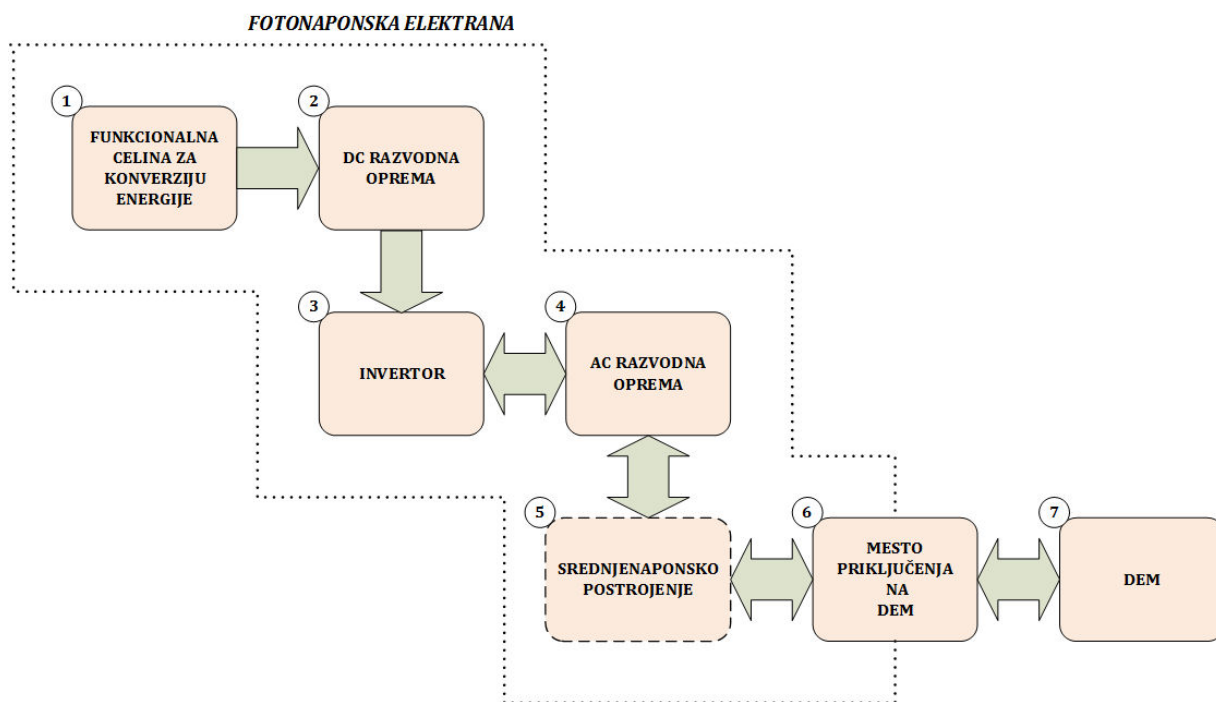 FOTONAPONSKA ELEKTRANA
1
FUNKCIONALNA
CELINA ZA
KONVERZIJU
ENERGIJE
2
DC RAZVODNA
OPREMA
3
INVERTOR
4
AC RAZVODNA
OPREMA
5
SREDNJENAPONSKO
POSTROJENJE
6
MESTO
PRIKLJUČENJA
NA
DEM
7
DEM